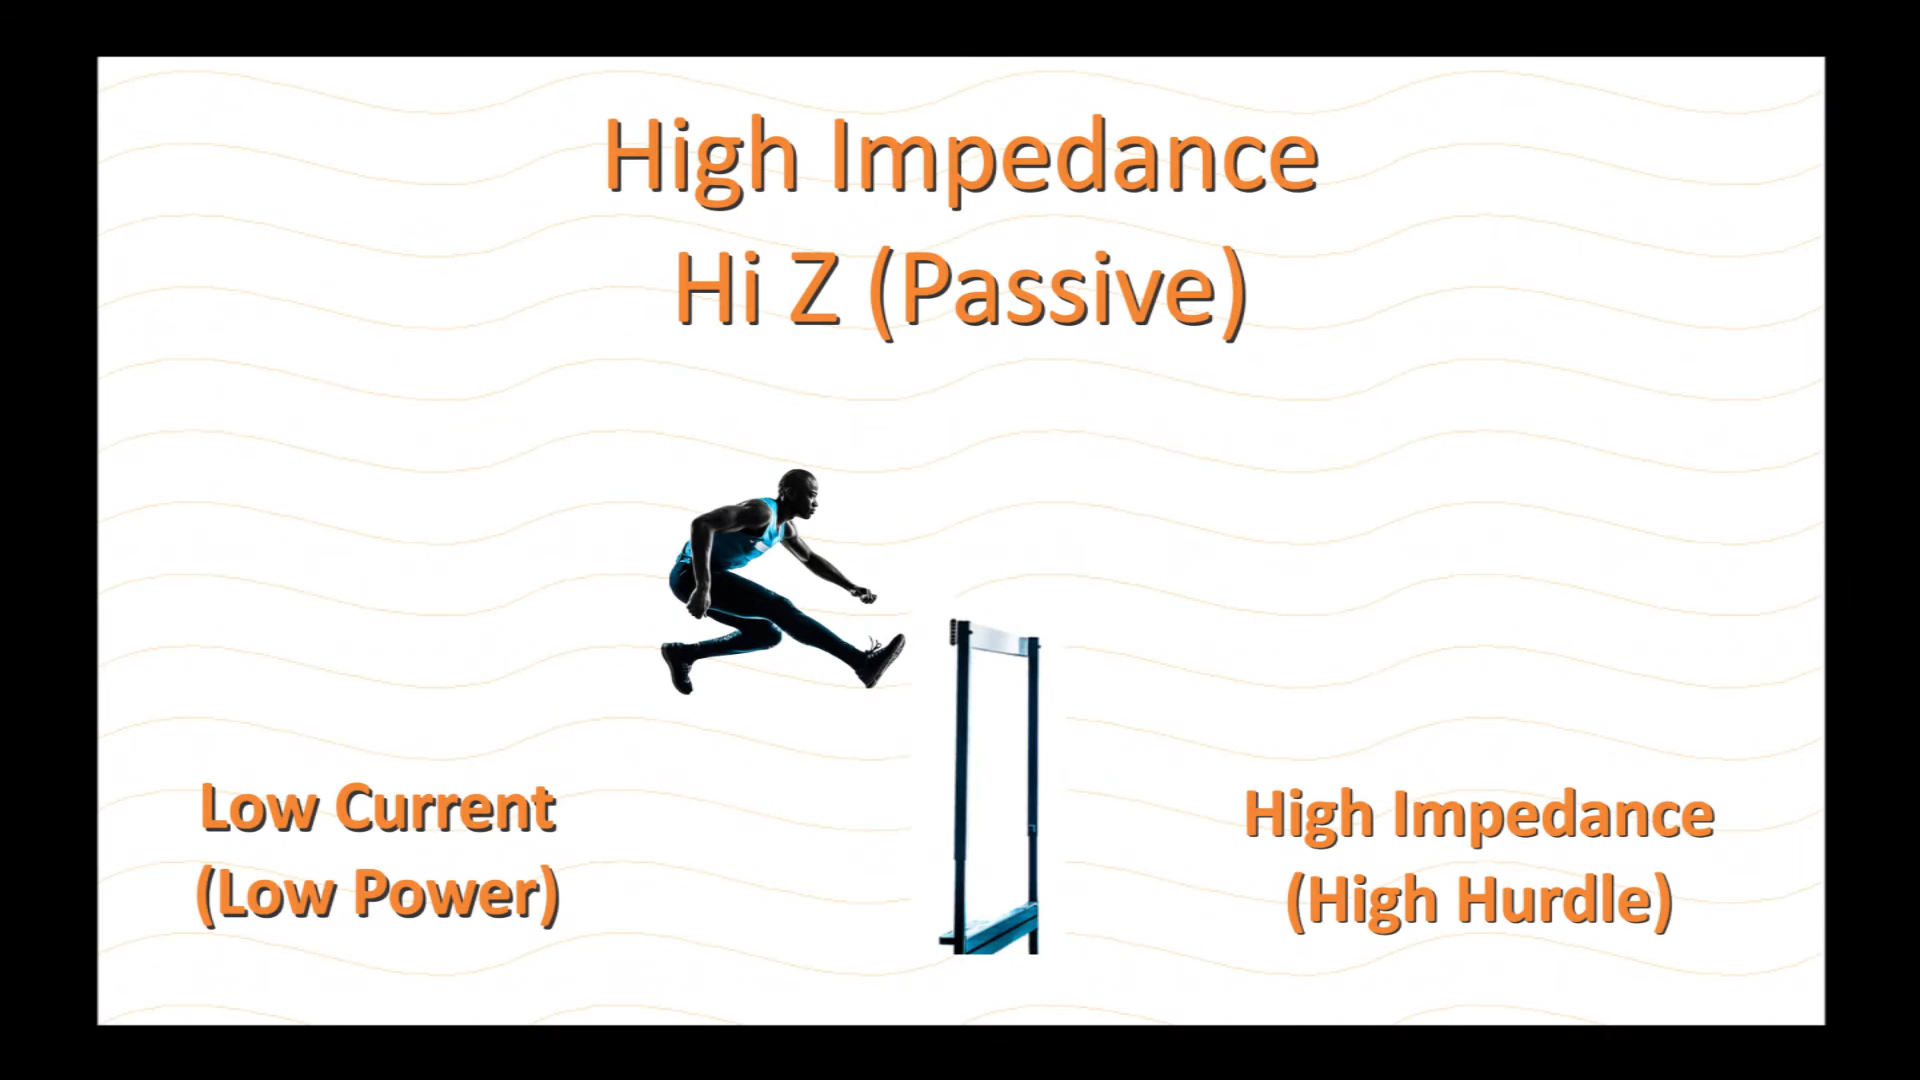 High Impedance
Hi Z (Passive)
Low Current
(Low Power)
High Impedance
(High Hurdle)